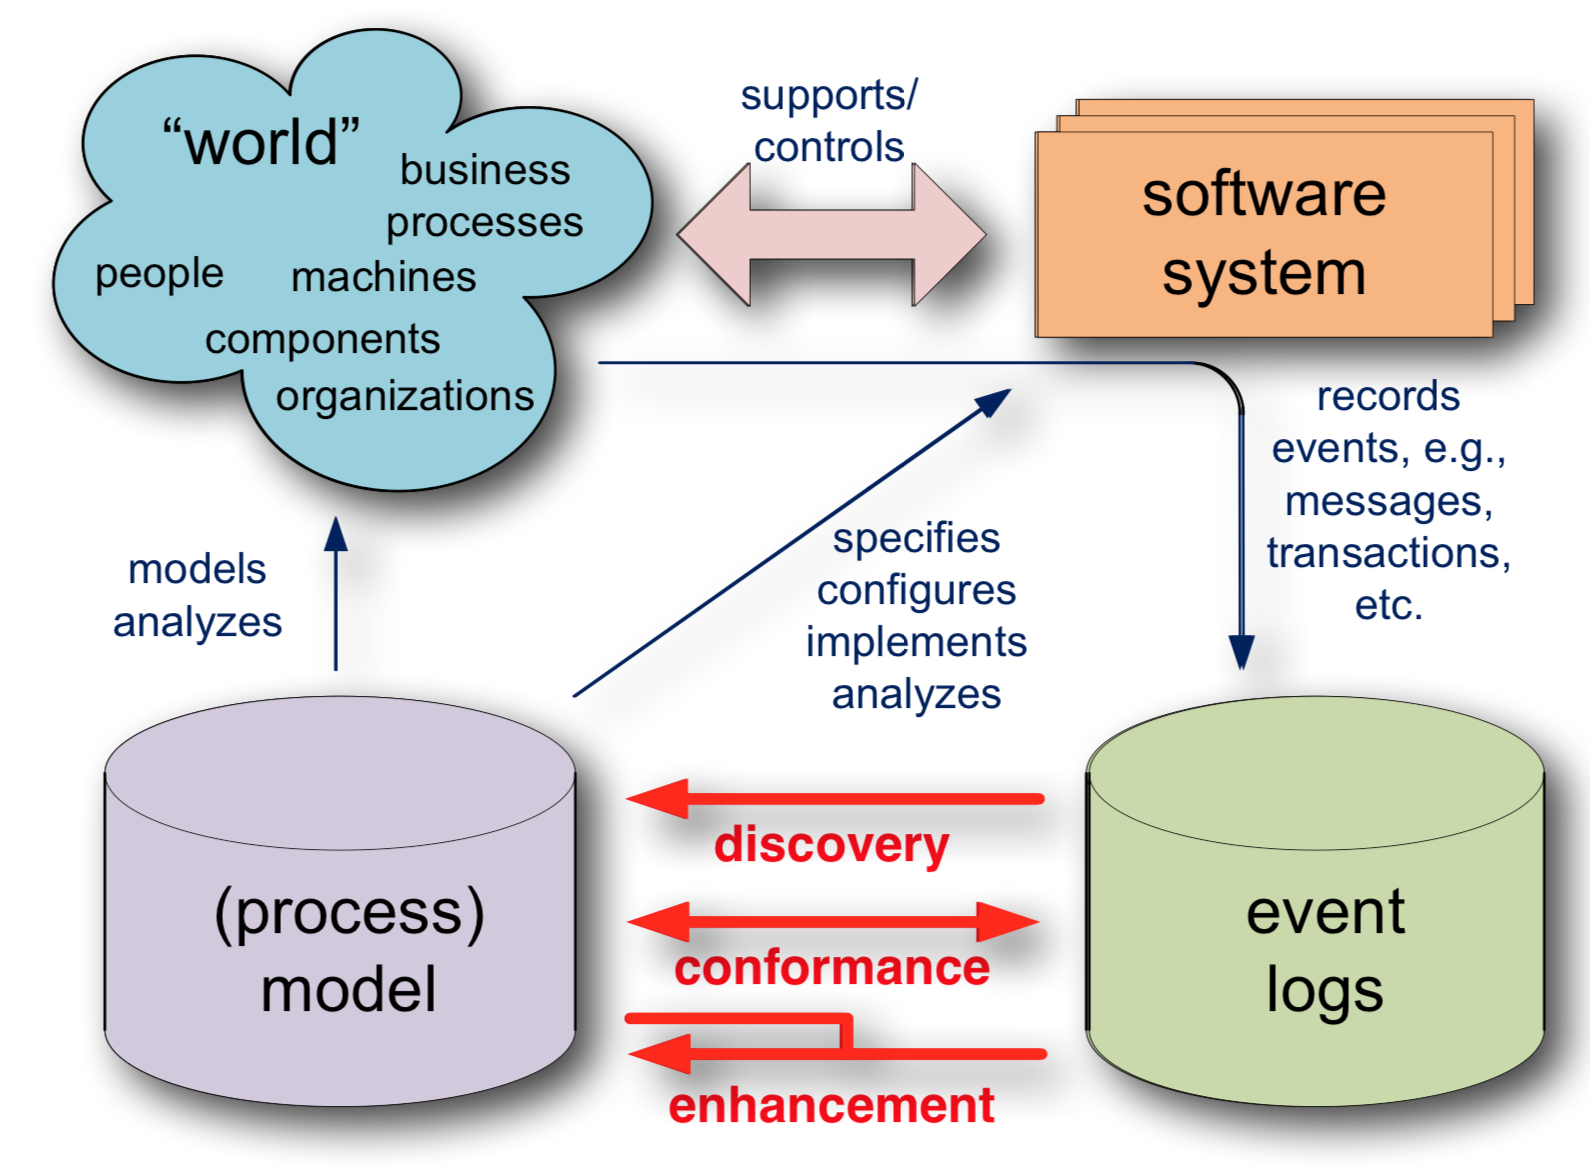 “world”
business
processes
people
machines
components
organizations
supports/
controls
software
system
records
events, e.g.,
messages,
transactions,
etc.
models
analyzes
specifies
configures
implements
analyzes
(process)
model
discovery
conformance
enhancement
event
logs